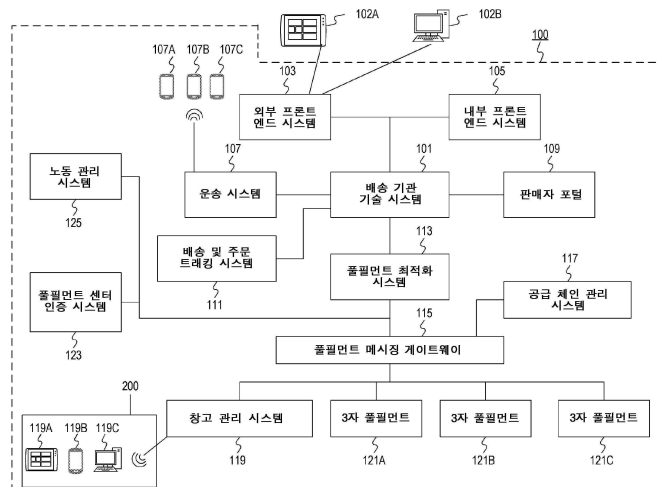 102A
102B
100
107A 107B 107C
103
105
외부 프론트
엔드 시스템
내부 프론트
엔드 시스템
107
101
109
노동 관리
시스템
125
운송 시스템
배송 기관
기술 시스템
판매자 포털
113
배송 및 주문
트래킹 시스템
111
풀필먼트 최적화
시스템
117
공급 체인 관리
시스템
풀필먼트 센터
인증 시스템
123
115
풀필먼트 메시징 게이트웨이
200
119A 119B 119C
창고 관리 시스템
119
3자 풀필먼트
121A
3자 풀필먼트
121B
3자 풀필먼트
121C